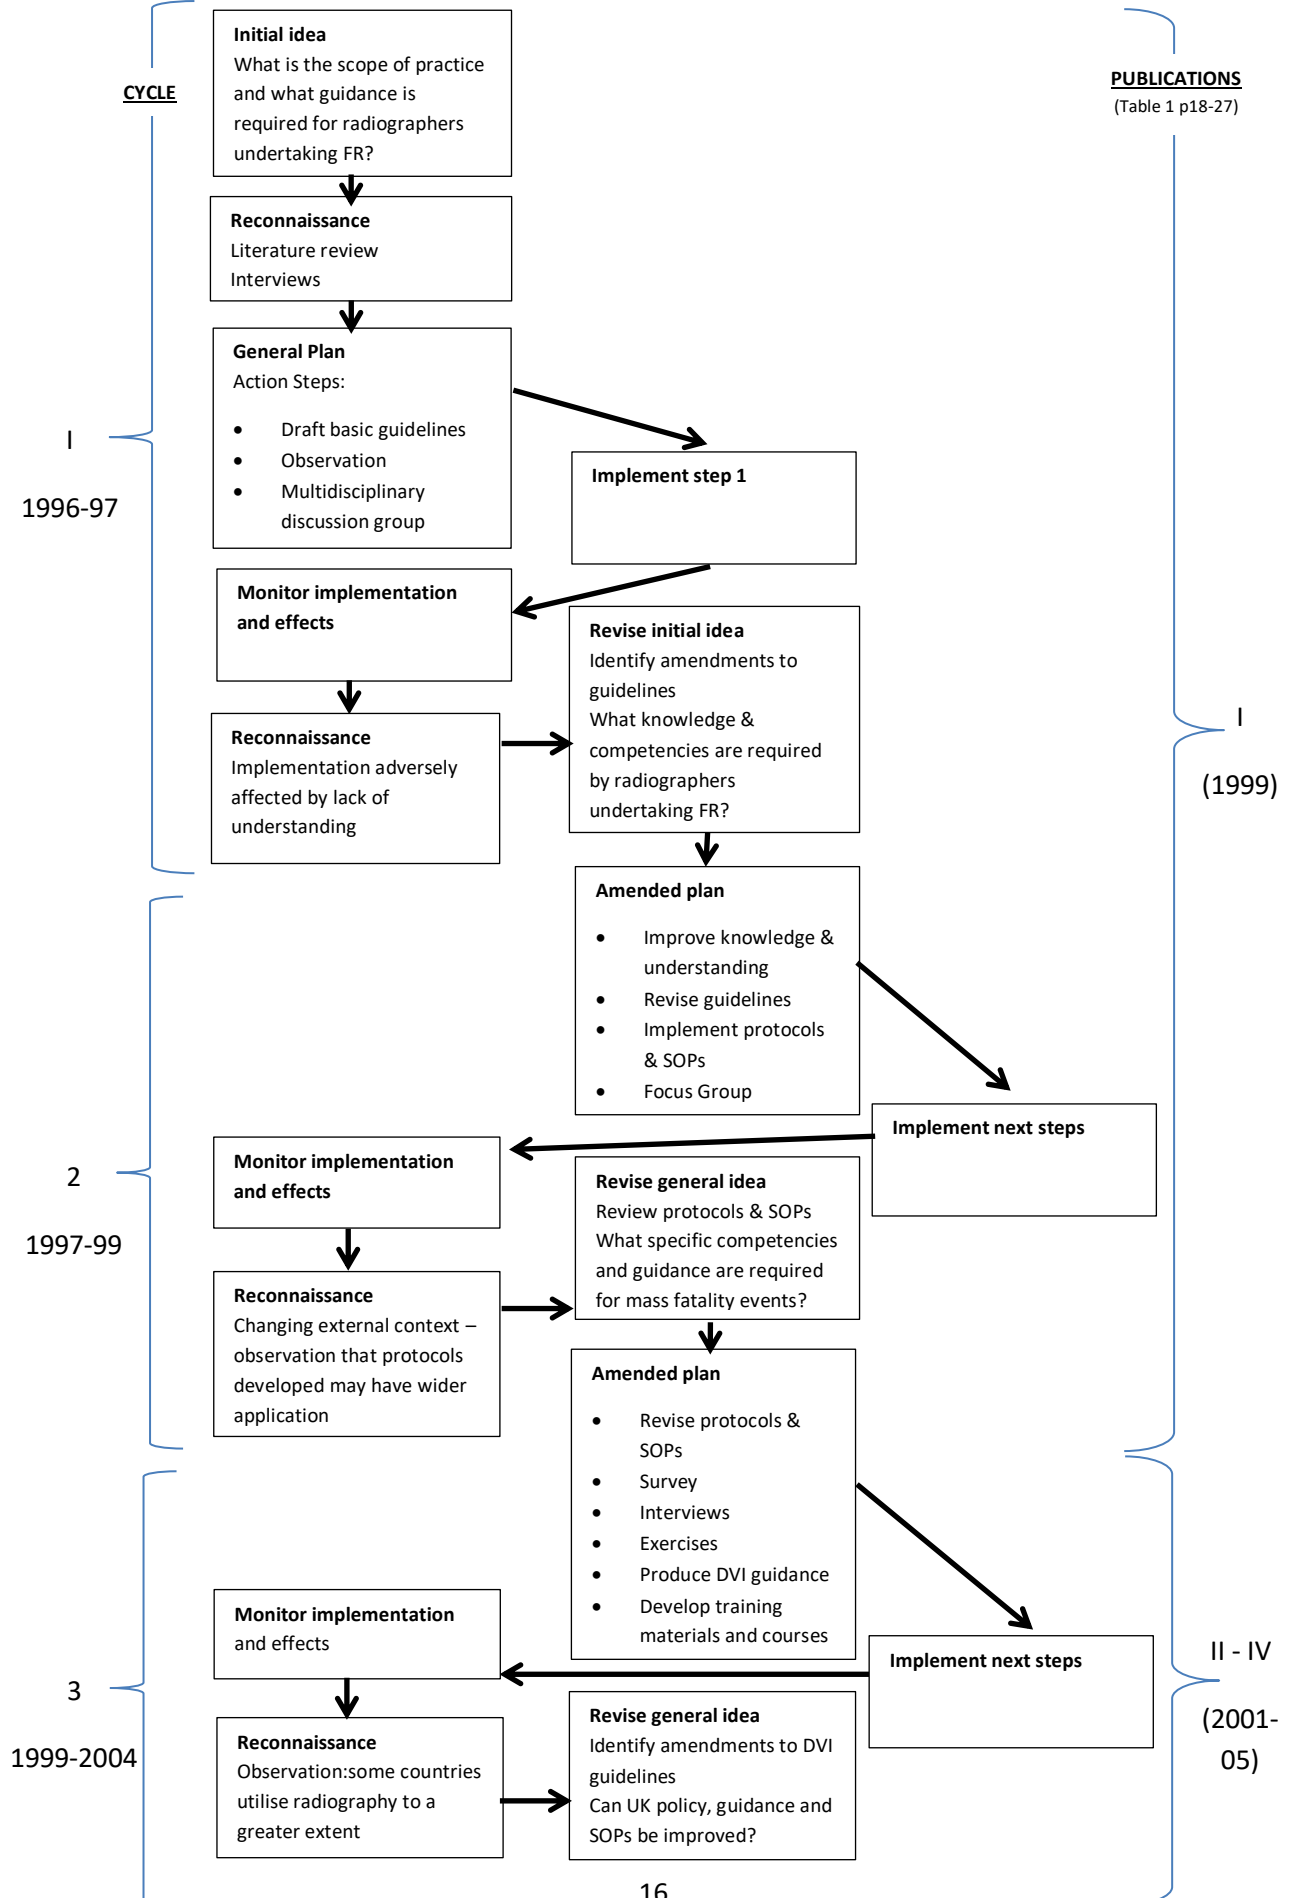 CYCLE
PUBLICATIONS
(Table 1 p18-27)
Initial idea
What is the scope of practice
and what guidance is
required for radiographers
undertaking FR?
Reconnaissance
Literature review
Interviews
General Plan
Action Steps:
• Draft basic guidelines
• Observation
• Multidisciplinary
discussion group
I
1996-97
Implement step 1
Monitor implementation
and effects
Revise initial idea
Identify amendments to
guidelines
What knowledge &
competencies are required
by radiographers
undertaking FR?
Reconnaissance
Implementation adversely
affected by lack of
understanding
I
(1999)
Amended plan
• Improve knowledge &
understanding
• Revise guidelines
• Implement protocols
& SOPs
• Focus Group
Implement next steps
2
1997-99
Monitor implementation
and effects
Revise general idea
Review protocols & SOPs
What specific competencies
and guidance are required
for mass fatality events?
Reconnaissance
Changing external context –
observation that protocols
developed may have wider
application
Amended plan
• Revise protocols &
SOPs
• Survey
• Interviews
• Exercises
• Produce DVI guidance
• Develop training
materials and courses
Implement next steps
II - IV
(2001-
05)
3
1999-2004
Monitor implementation
and effects
Reconnaissance
Observation:some countries
utilise radiography to a
greater extent
Revise general idea
Identify amendments to DVI
guidelines
Can UK policy, guidance and
SOPs be improved?
16